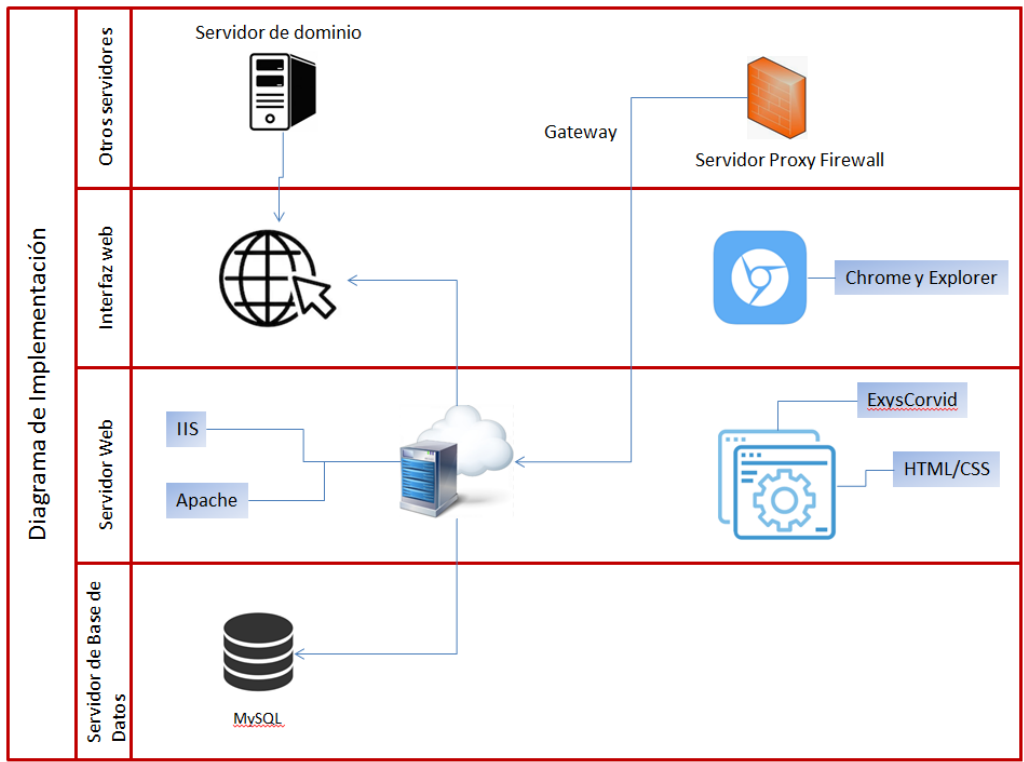 Diagrama de Implementación
Otros servidores
Servidor de dominio
Gateway
Servidor Proxy Firewall
Interfaz web
Chrome y Explorer
Servidor Web
IIS
Apache
ExysCorvid
HTML/CSS
Servidor de Base de
Datos
MySQL